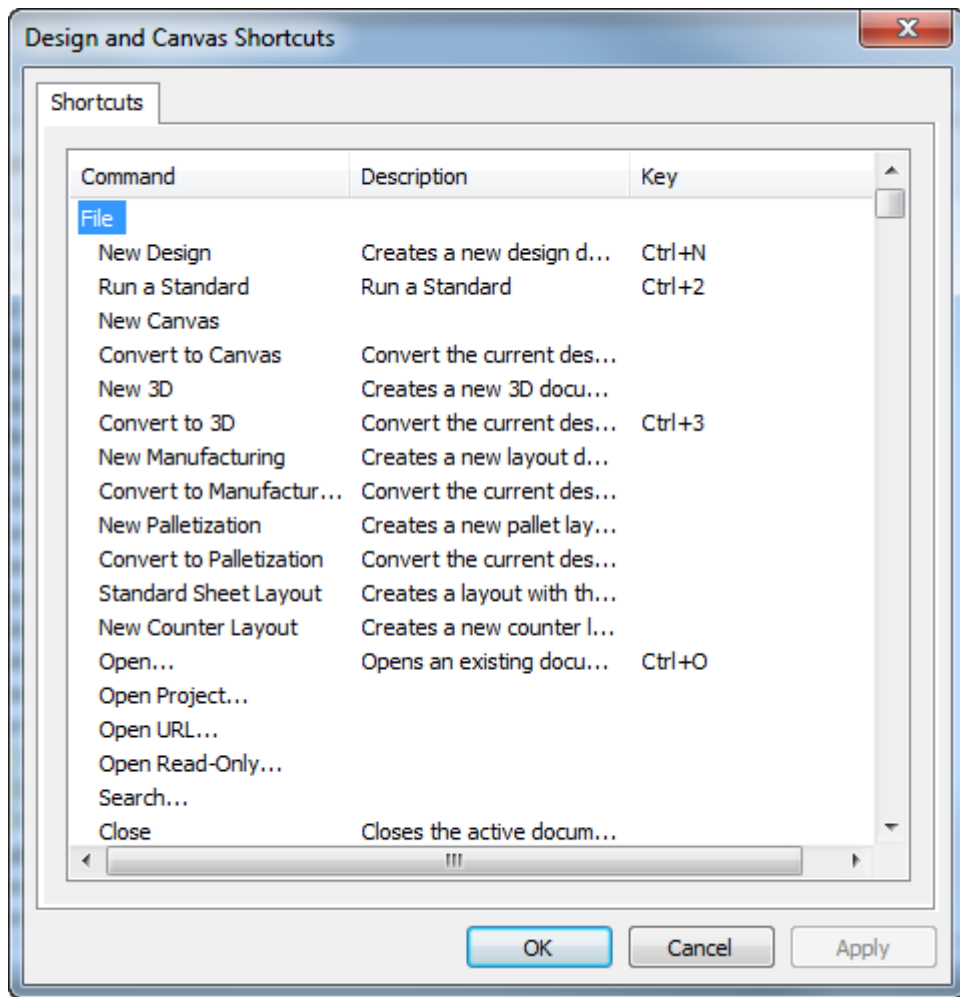 Design and Canvas Shortcuts
Shortcuts
Command Description Key
File
New Design Creates a new design d... Ctrl+N
Run a Standard Run a Standard Ctrl+2
New Canvas
Convert to Canvas Convert the current des...
New 3D Creates a new 3D docu...
Convert to 3D Convert the current des... Ctrl+3
New Manufacturing Creates a new layout d...
Convert to Manufactur... Convert the current des...
New Palletization Creates a new pallet lay...
Convert to Palletization Convert the current des...
Standard Sheet Layout Creates a layout with th...
New Counter Layout Creates a new counter l...
Open... Opens an existing docu... Ctrl+O
Open Project...
Open URL...
Open Read-Only...
Search...
Close Closes the active docum...
OK Cancel Apply